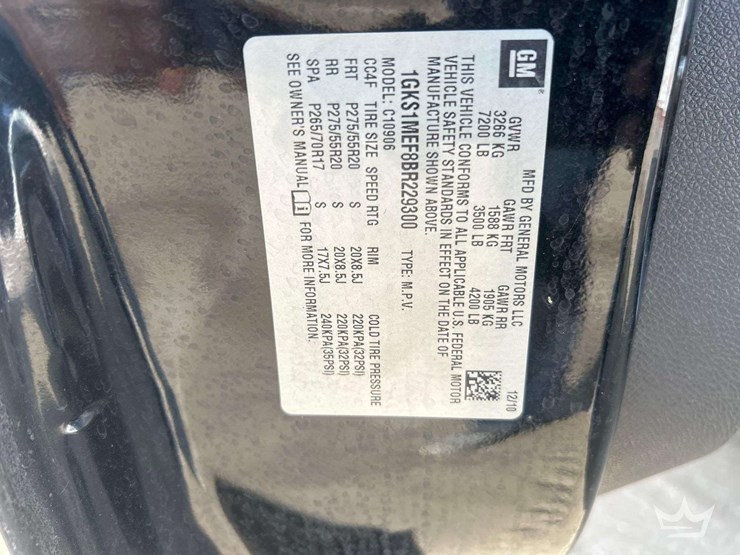 GM
MFD BY GENERAL MOTORS LLC 12/10
GVWR GAWR FRT GAWR RR
3266 KG 1588 KG 1905 KG
7200 LB 3500 LB 4200 LB
THIS VEHICLE CONFORMS TO ALL APPLICABLE U.S. FEDERAL MOTOR
VEHICLE SAFETY STANDARDS IN EFFECT ON THE DATE OF
MANUFACTURE SHOWN ABOVE.
1GKS1MEF8BR229300 TYPE: M.P.V.
MODEL: C10906
CC4F TIRE SIZE SPEED RTG RIM COLD TIRE PRESSURE
FRT P275/55R20 S 20X8.5J 220KPA(32PSI)
RR P275/55R20 S 20X8.5J 220KPA(32PSI)
SPA P265/70R17 S 17X7.5J 240KPA(35PSI)
SEE OWNER'S MANUAL FOR MORE INFORMATION.